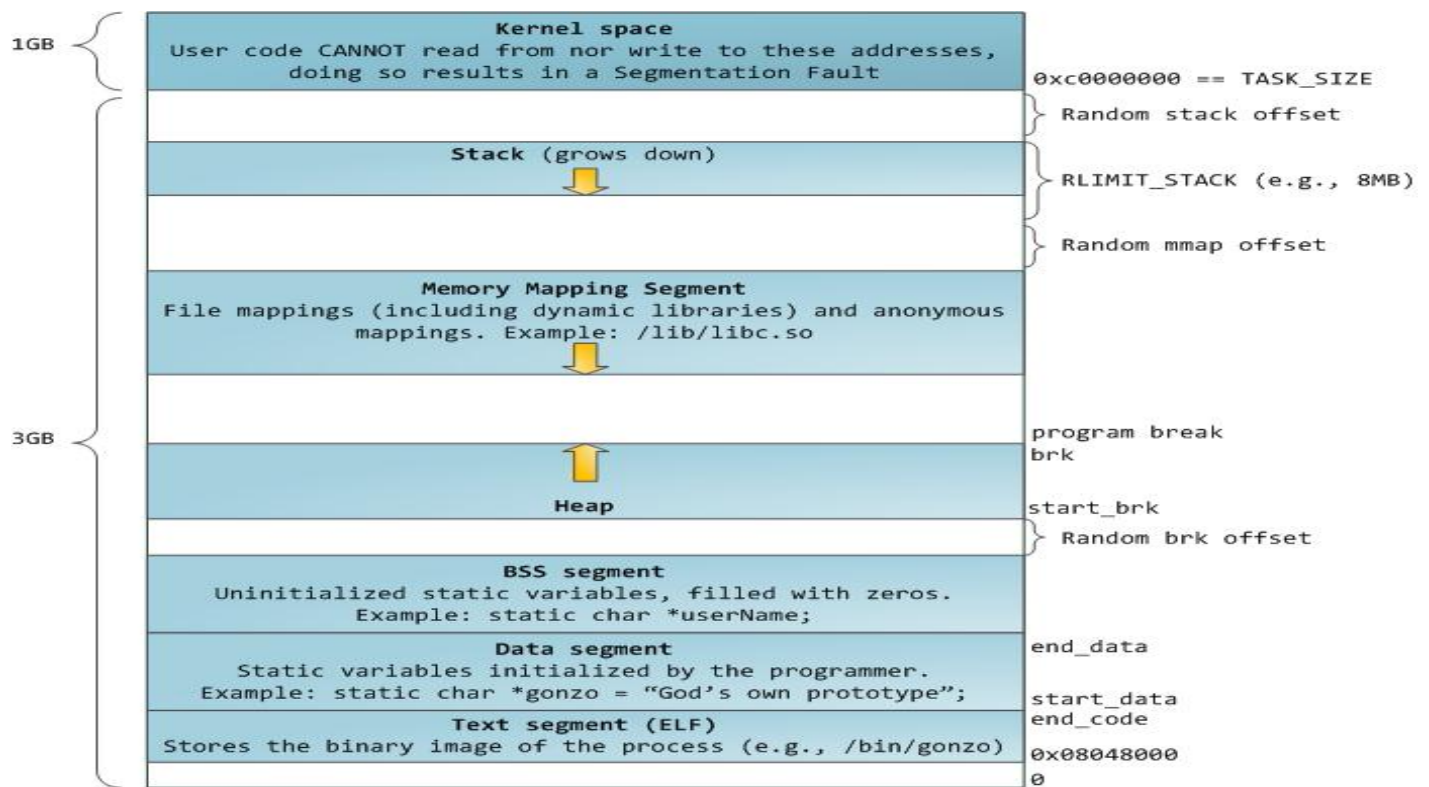 1GB
Kernel space
User code CANNOT read from nor write to these addresses,
doing so results in a Segmentation Fault
0xc0000000 == TASK_SIZE
Random stack offset
Stack (grows down)
RLIMIT_STACK (e.g., 8MB)
Random mmap offset
Memory Mapping Segment
File mappings (including dynamic libraries) and anonymous
mappings. Example: /lib/libc.so
3GB
program break
brk
Heap
start_brk
Random brk offset
BSS segment
Uninitialized static variables, filled with zeros.
Example: static char *userName;
Data segment
Static variables initialized by the programmer.
Example: static char *gonzo = “God’s own prototype”;
end_data
start_data
Text segment (ELF)
Stores the binary image of the process (e.g., /bin/gonzo)
end_code
0x08048000
0